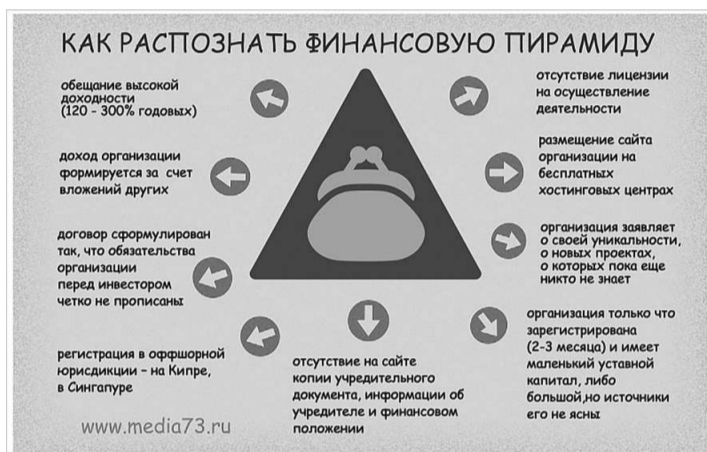 КАК РАСПОЗНАТЬ ФИНАНСОВУЮ ПИРАМИДУ
обещание высокой
доходности
(120 - 300% годовых)
доход организации
формируется за счет
вложений других
договор сформулирован
так, что обязательства
организации
перед инвестором
четко не прописаны
регистрация в оффшорной
юрисдикции – на Кипре,
в Сингапуре
отсутствие на сайте
копии учредительного
документа, информации об
учредителе и финансовом
положении
отсутствие лицензии
на осуществление
деятельности
размещение сайта
организации на
бесплатных
хостинговых центрах
организация заявляет
о своей уникальности,
о новых проектах,
о которых пока еще
никто не знает
организация только что
зарегистрирована
(2-3 месяца) и имеет
маленький уставной
капитал, либо
большой,но источники
его не ясны
www.media73.ru